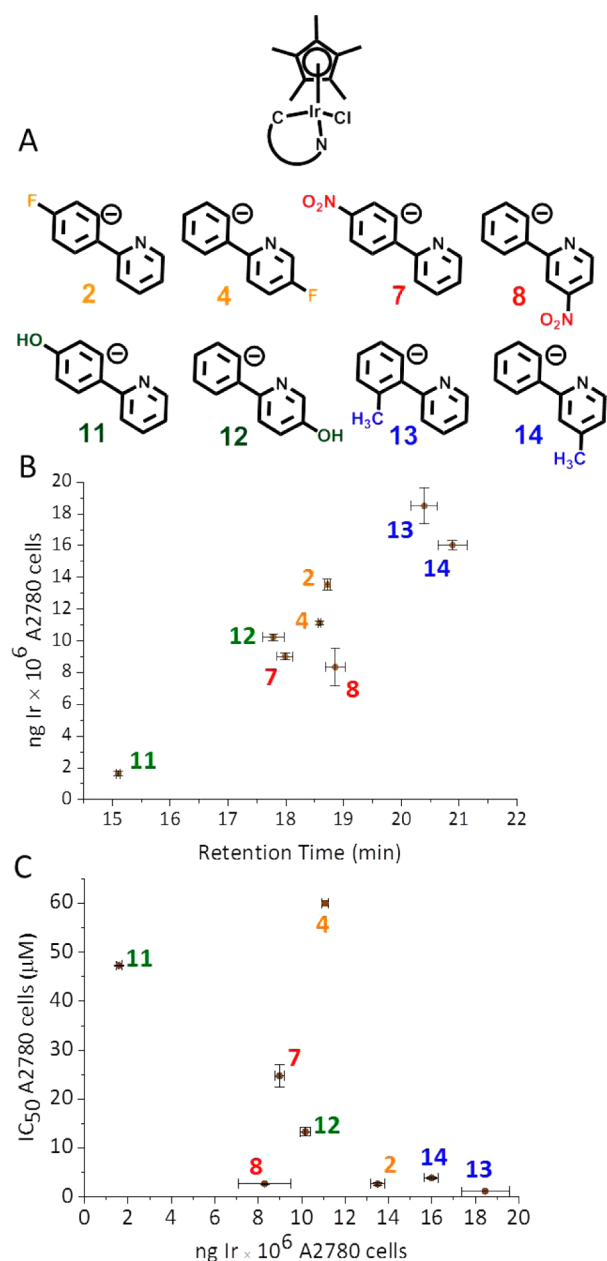 C
Ir
Cl
N
A
F
N
N
F
O₂N
N
N
O₂N
2
4
7
8
HO
N
N
OH
N
H₃C
N
H₃C
11
12
13
14
B
ng Ir × 10⁶ A2780 cells
20
18
16
14
12
10
8
6
4
2
0
13
14
2
4
12
7
8
11
15 16 17 18 19 20 21 22
Retention Time (min)
C
IC₅₀ A2780 cells (μM)
60
50
40
30
20
10
0
4
11
7
12
8
2
14
13
0 2 4 6 8 10 12 14 16 18 20
ng Ir × 10⁶ A2780 cells